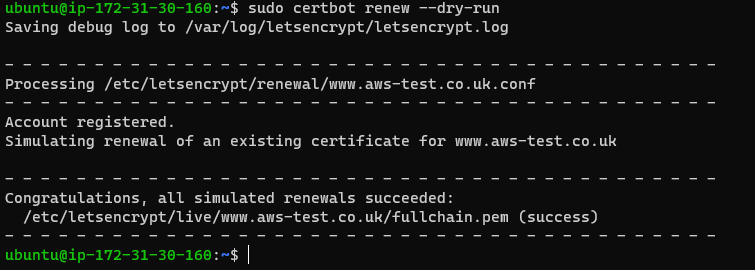 ubuntu@ip-172-31-30-160:~$ sudo certbot renew --dry-run
Saving debug log to /var/log/letsencrypt/letsencrypt.log
- - - - - - - - - - - - - - - - - - - - - - - - - - - - - - - - - - - - - - - -
Processing /etc/letsencrypt/renewal/www.aws-test.co.uk.conf
- - - - - - - - - - - - - - - - - - - - - - - - - - - - - - - - - - - - - - - -
Account registered.
Simulating renewal of an existing certificate for www.aws-test.co.uk
- - - - - - - - - - - - - - - - - - - - - - - - - - - - - - - - - - - - - - - -
Congratulations, all simulated renewals succeeded:
  /etc/letsencrypt/live/www.aws-test.co.uk/fullchain.pem (success)
- - - - - - - - - - - - - - - - - - - - - - - - - - - - - - - - - - - - - - - -
ubuntu@ip-172-31-30-160:~$